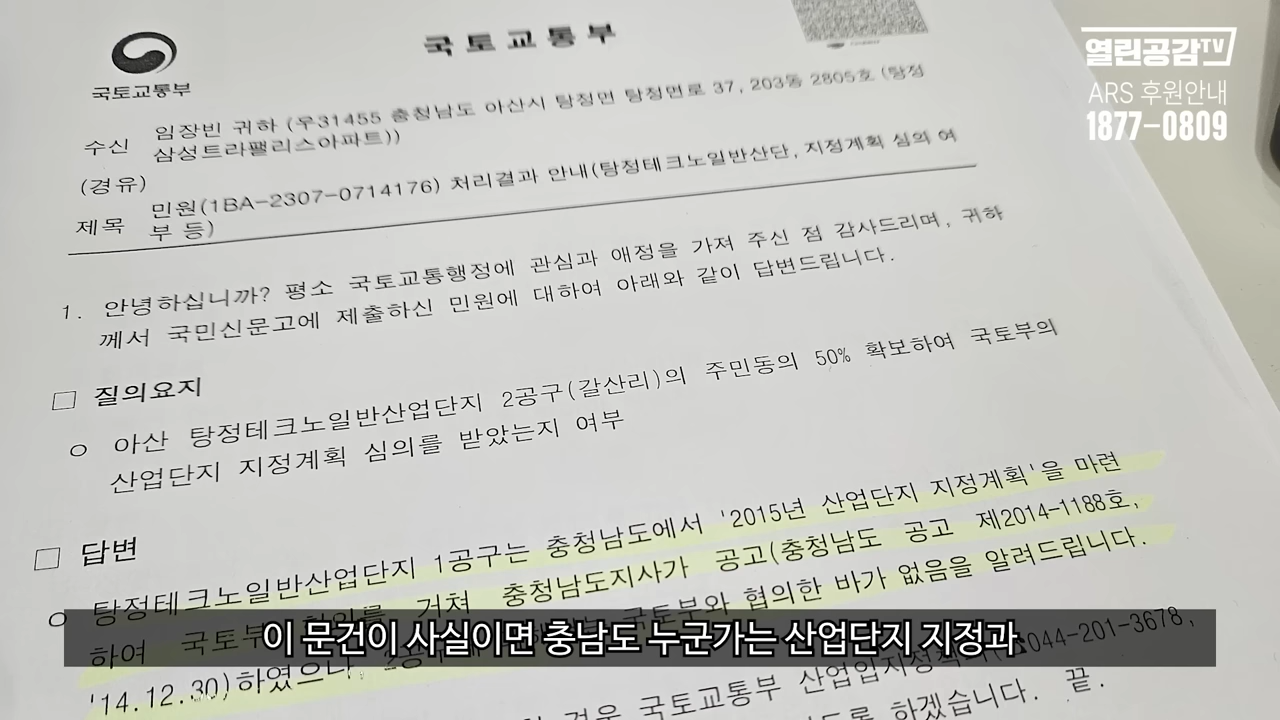 국토교통부
열린공감TV
ARS 후원안내
1877-0809
국토교통부
수신 임장빈 귀하 (우31455 충청남도 아산시 탕정면 탕정면로 37, 203동 2805호 (탕정
삼성트라팰리스아파트))
(경유)
제목 민원(1BA-2307-0714176) 처리결과 안내(탕정테크노일반산단, 지정계획 심의 여
부 등)
1. 안녕하십니까? 평소 국토교통행정에 관심과 애정을 가져 주신 점 감사드리며, 귀하
께서 국민신문고에 제출하신 민원에 대하여 아래와 같이 답변드립니다.
□ 질의요지
ㅇ 아산 탕정테크노일반산업단지 2공구(갈산리)의 주민동의 50% 확보하여 국토부의
산업단지 지정계획 심의를 받았는지 여부
□ 답변
ㅇ 탕정테크노일반산업단지 1공구는 충청남도에서 '2015년 산업단지 지정계획'을 마련
하여 국토부 거쳐 충청남도지사가 공고(충청남도 공고 제2014-1188호,
'14.12.30)하였으나, 국토부와 협의한 바가 없음을 알려드립니다.
이 문건이 사실이면 충남도 누군가는 산업단지 지정과
경우 국토교통부 044-201-3678,
하겠습니다. 끝.